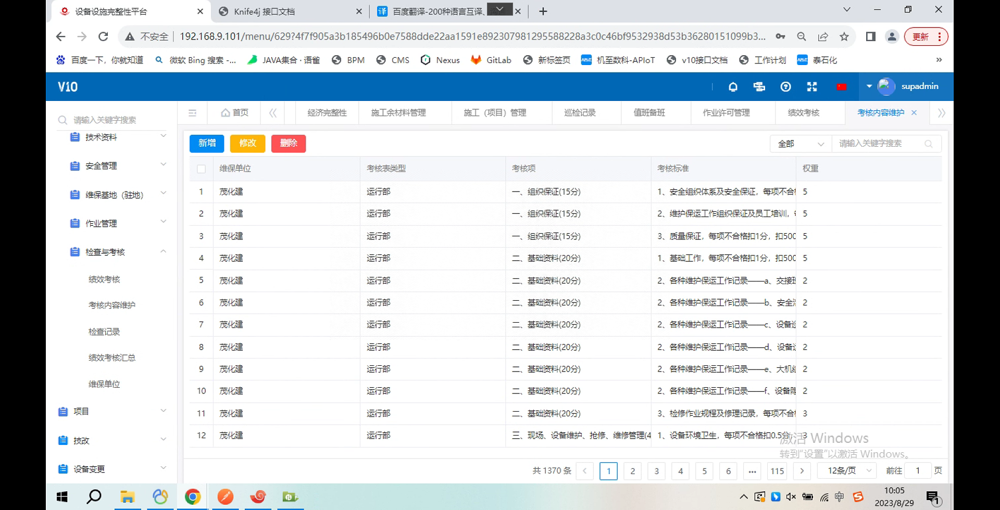 设备设施完整性平台
Knife4j 接口文档
百度翻译-200种语言互译、
不安全
192.168.9.101/menu/629?4f7f905a3b185496b0e7588dde22aa1591e892307981295588228a3c0c46bf9532938d53b36280151099b3...
更新
百度一下，你就知道
微软 Bing 搜索 -...
JAVA集合 · 语雀
BPM
CMS
Nexus
GitLab
新标签页
机至数科-APIoT
v10接口文档
工作计划
泰石化
»
V10
supadmin
请输入关键字搜索
首页
经济完整性
施工余材料管理
施工（项目）管理
巡检记录
值班备班
作业许可管理
绩效考核
考核内容维护
技术资料
安全管理
维保基地（驻地）
作业管理
检查与考核
绩效考核
考核内容维护
检查记录
绩效考核汇总
维保单位
项目
技改
设备变更
新增 修改 删除
全部
请输入关键字搜索
维保单位 考核表类型 考核项 考核标准 权重
1 茂化建 运行部 一、组织保证(15分) 1、安全组织体系及安全保证，每项不合 5
2 茂化建 运行部 一、组织保证(15分) 2、维护保运工作组织保证及员工培训， 5
3 茂化建 运行部 一、组织保证(15分) 3、质量保证，每项不合格扣1分，扣500 5
4 茂化建 运行部 二、基础资料(20分) 1、基础工作，每项不合格扣1分，扣500 5
5 茂化建 运行部 二、基础资料(20分) 2、各种维护保运工作记录——a、交接 2
6 茂化建 运行部 二、基础资料(20分) 2、各种维护保运工作记录——b、安全 2
7 茂化建 运行部 二、基础资料(20分) 2、各种维护保运工作记录——c、设备 2
8 茂化建 运行部 二、基础资料(20分) 2、各种维护保运工作记录——d、设备 2
9 茂化建 运行部 二、基础资料(20分) 2、各种维护保运工作记录——e、大机 2
10 茂化建 运行部 二、基础资料(20分) 2、各种维护保运工作记录——f、设备 2
11 茂化建 运行部 二、基础资料(20分) 3、检修作业规程及修理记录，每项不合 3
12 茂化建 运行部 三、现场、设备维护、抢修、维修管理(4 1、设备环境卫生，每项不合格扣0.5分， 3
激活 Windows
转到"设置"以激活 Windows。
共 1370 条 < 1 2 3 4 5 6 ... 115 > 12条/页 前往 1 页
中
10:05
2023/8/29
1